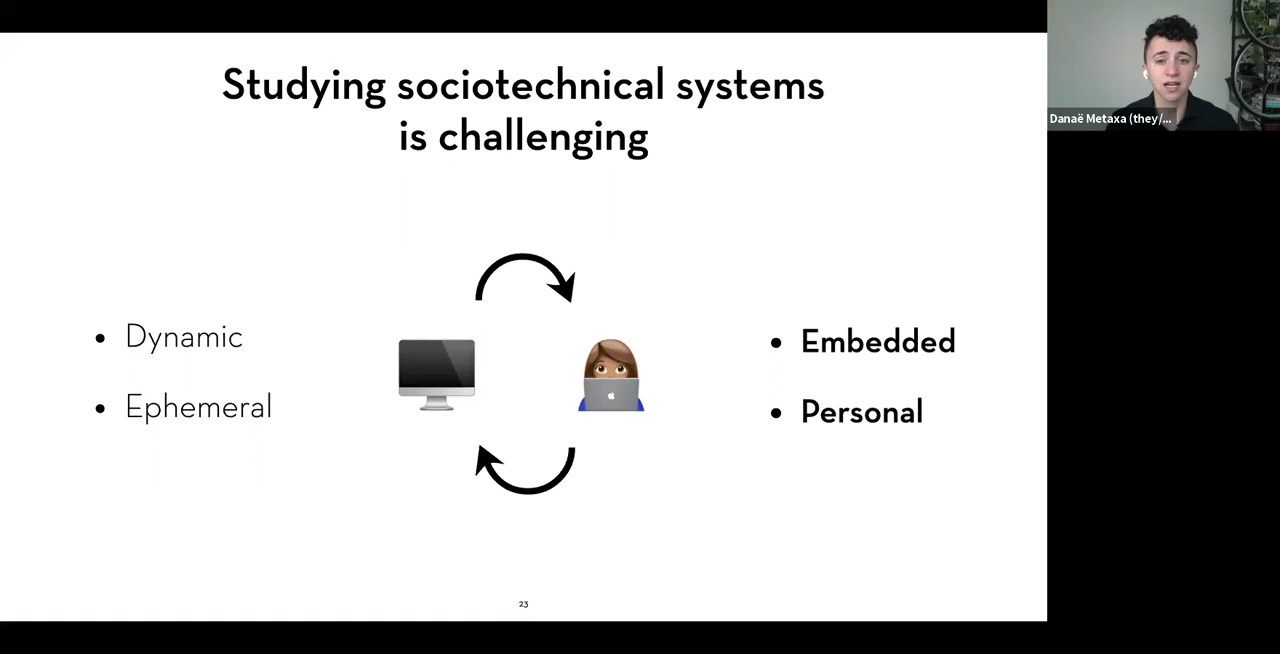 Studying sociotechnical systems
is challenging
• Dynamic
• Ephemeral
• Embedded
• Personal
23
Danaë Metaxa (they/...